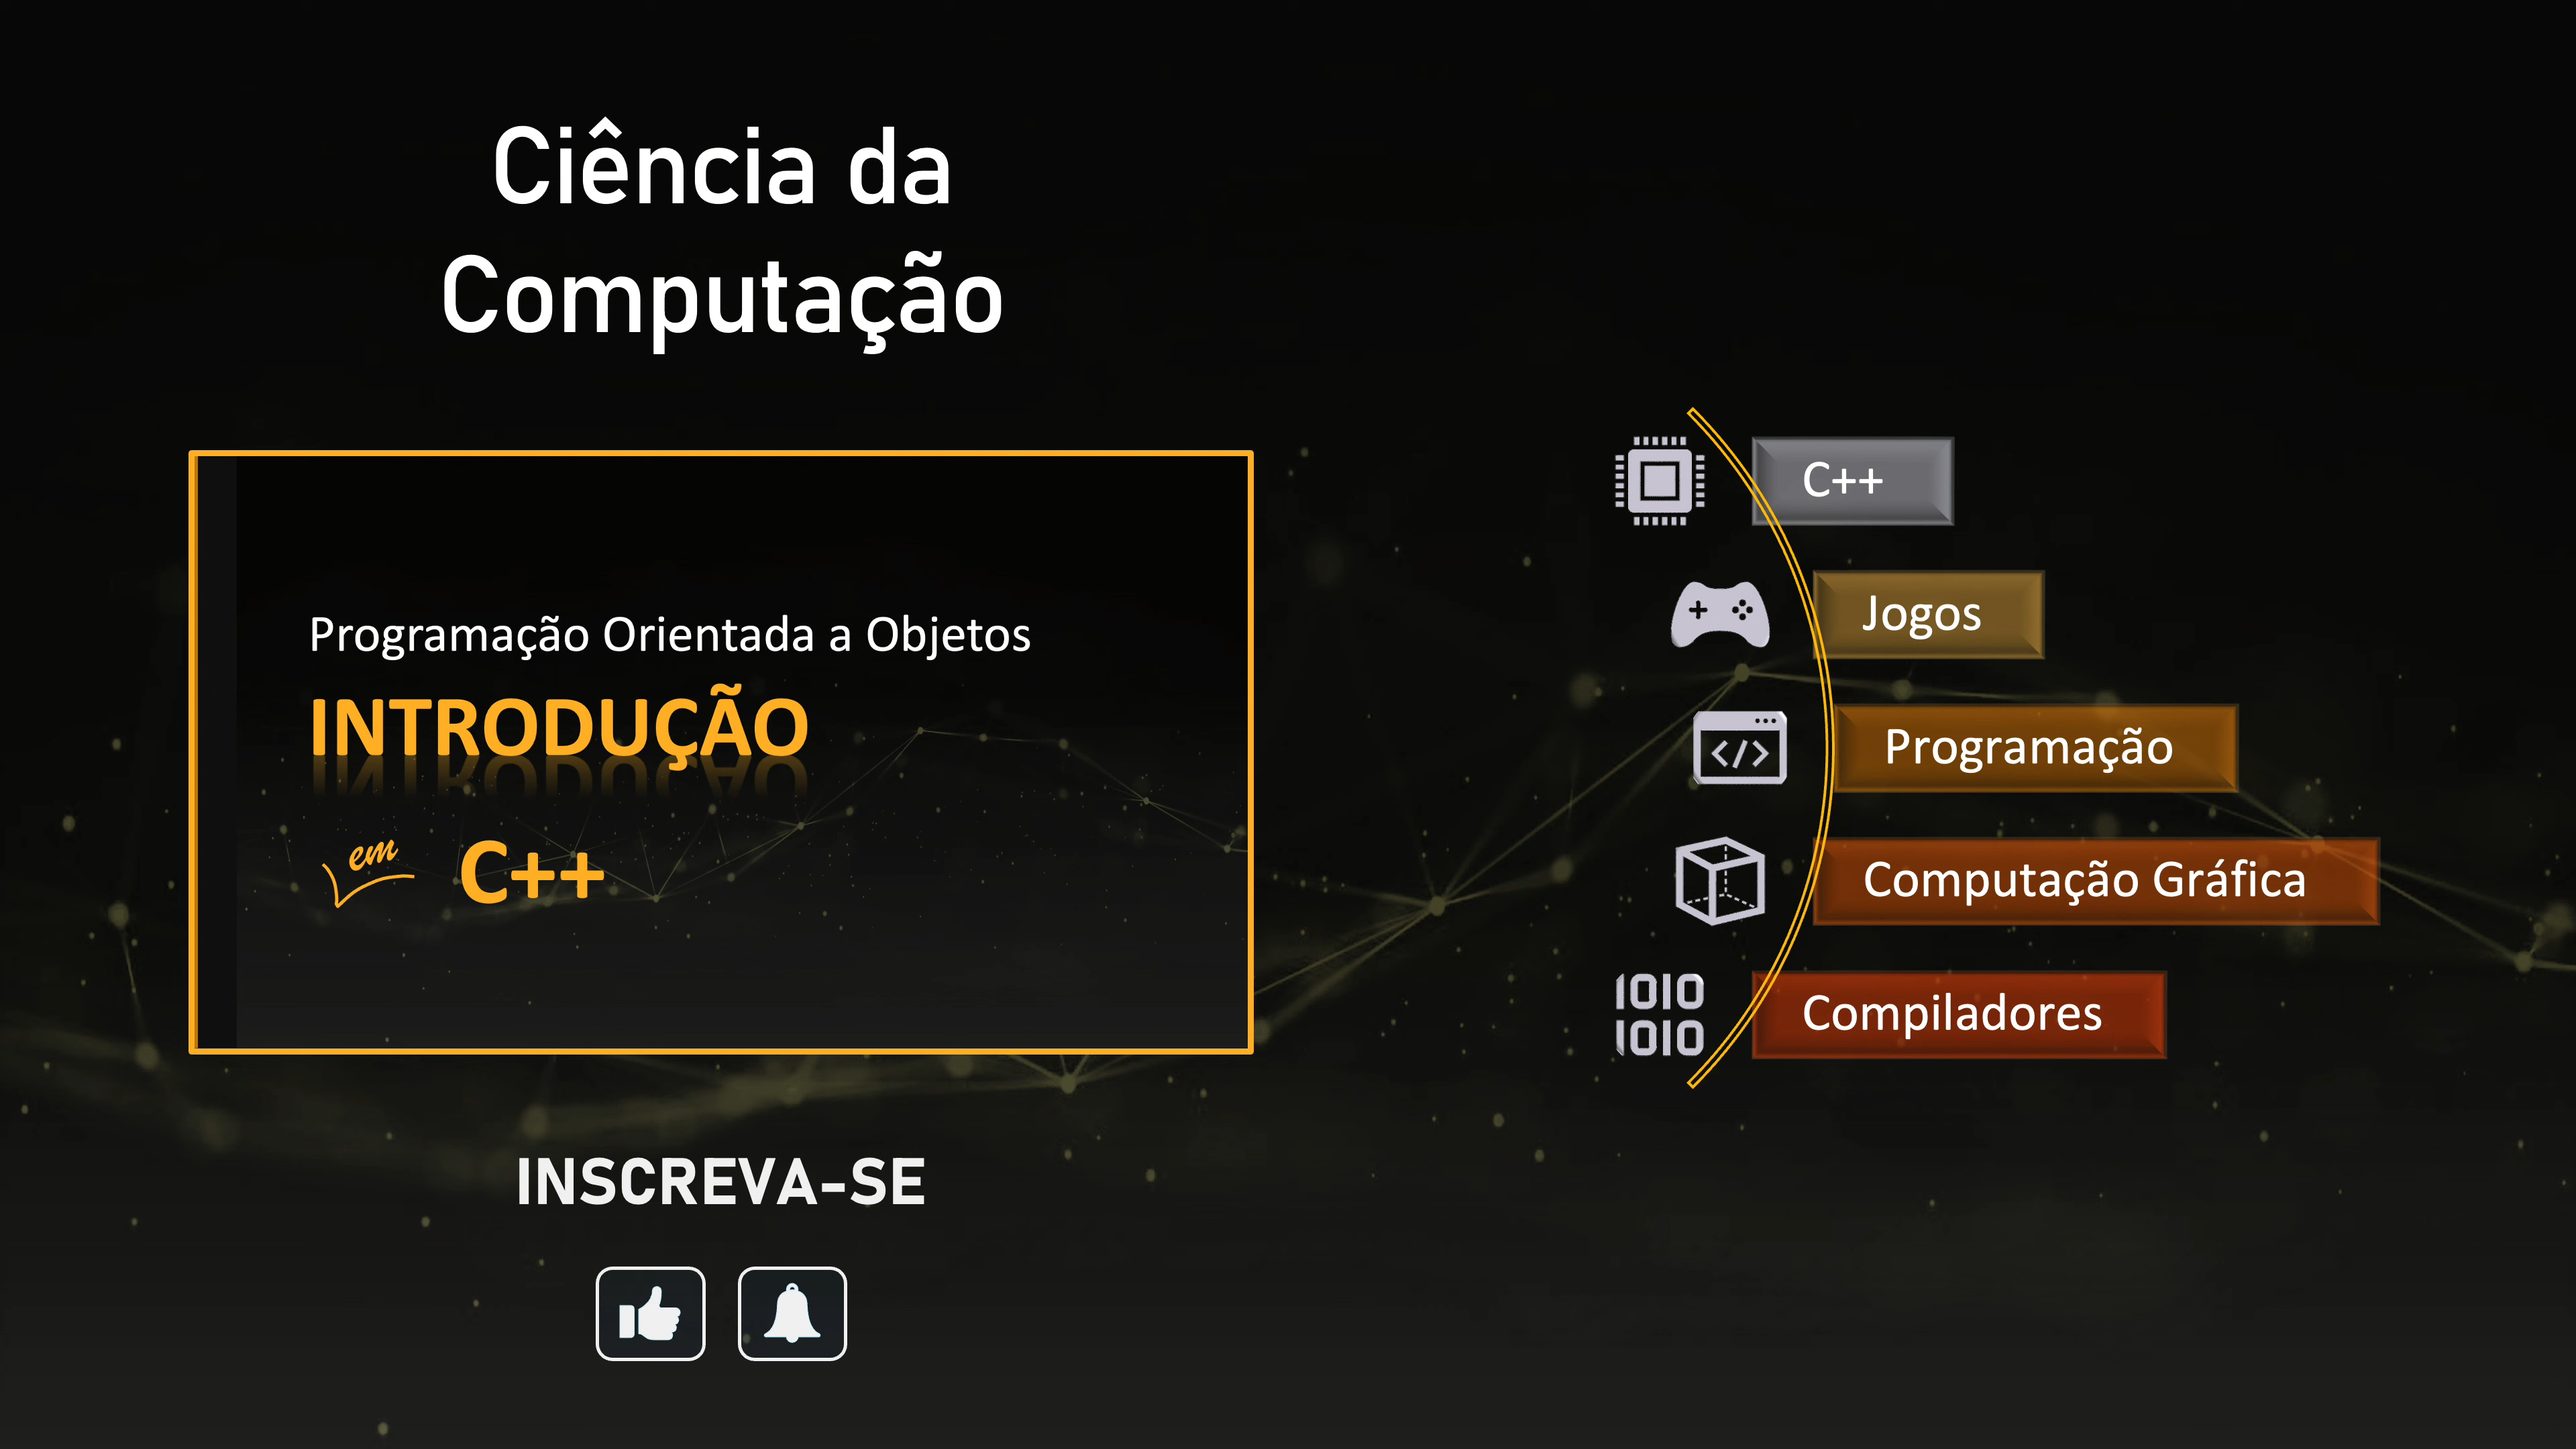 Ciência da
Computação
Programação Orientada a Objetos
INTRODUÇÃO
em C++
INSCREVA-SE
C++
Jogos
Programação
Computação Gráfica
Compiladores
1010
1010